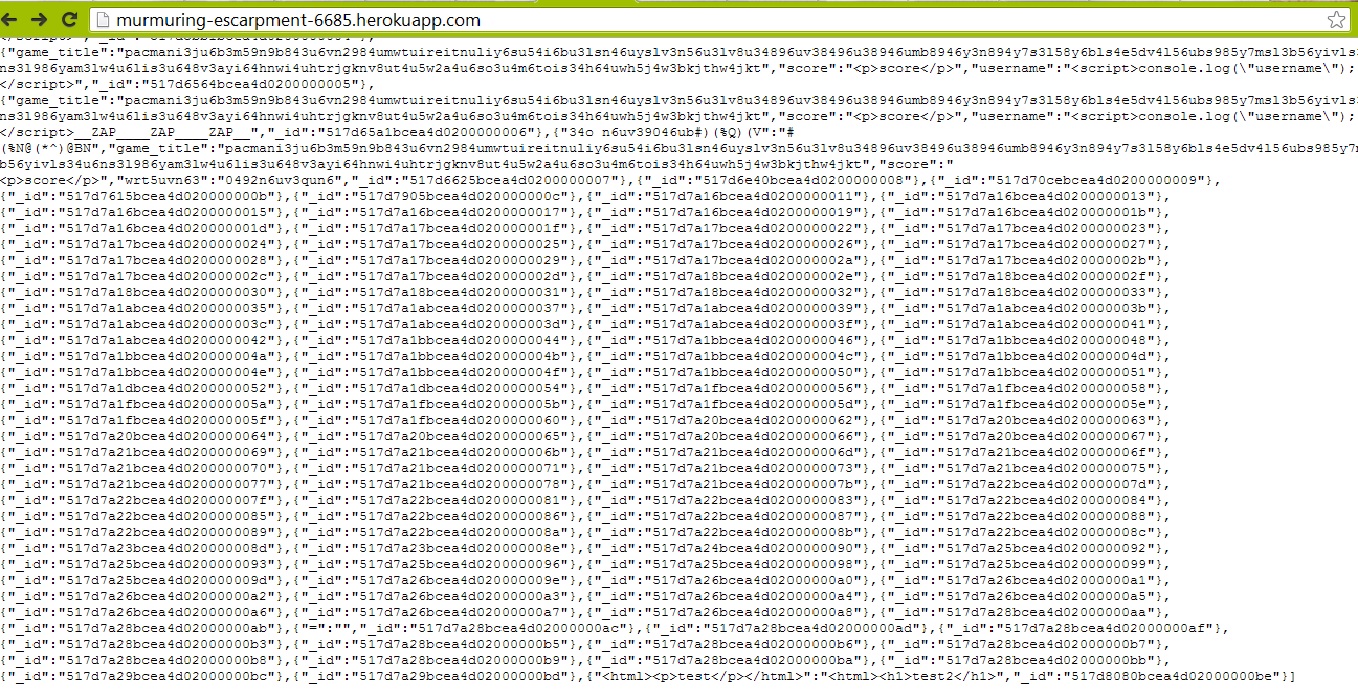 murmuring-escarpment-6685.herokuapp.com
{"game_title":"pacmani3ju6b3m59n9b843u6vn2984umwtuireitnuliy6su54i6bu3lsn46uyslv3n56u3lv8u34896uv38496u38946umb8946y3n894y7s3l58y6bls4e5dv4l56ubs985y7msl3b56yivls
ns3l986yam3lw4u6lis3u648v3ayi64hnwi4uhtrjgknv8ut4u5w2a4u6so3u4m6tois34h64uwh5j4w3bkjthw4jkt","score":"<p>score</p>","username":"<script>console.log(\"username\");
</script>","_id":"517d6564bcea4d0200000005"},
{"game_title":"pacmani3ju6b3m59n9b843u6vn2984umwtuireitnuliy6su54i6bu3lsn46uyslv3n56u3lv8u34896uv38496u38946umb8946y3n894y7s3l58y6bls4e5dv4l56ubs985y7msl3b56yivls
ns3l986yam3lw4u6lis3u648v3ayi64hnwi4uhtrjgknv8ut4u5w2a4u6so3u4m6tois34h64uwh5j4w3bkjthw4jkt","score":"<p>score</p>","username":"<script>console.log(\"username\");
</script>__ZAP____ZAP____ZAP__","_id":"517d65a1bcea4d0200000006"},{"34o n6uv39046ub#)(%Q)(V":"#
(%N@(*^)@BN","game_title":"pacmani3ju6b3m59n9b843u6vn2984umwtuireitnuliy6su54i6bu3lsn46uyslv3n56u3lv8u34896uv38496u38946umb8946y3n894y7s3l58y6bls4e5dv4l56ubs985y7m
b56yivls34u6ns3l986yam3lw4u6lis3u648v3ayi64hnwi4uhtrjgknv8ut4u5w2a4u6so3u4m6tois34h64uwh5j4w3bkjthw4jkt","score":"
<p>score</p>","wrt5uvn63":"0492n6uv3qun6","_id":"517d6625bcea4d0200000007"},{"_id":"517d6e40bcea4d0200000008"},{"_id":"517d70cebcea4d0200000009"},
{"_id":"517d7615bcea4d020000000b"},{"_id":"517d7905bcea4d020000000c"},{"_id":"517d7a16bcea4d0200000011"},{"_id":"517d7a16bcea4d0200000013"},
{"_id":"517d7a16bcea4d0200000015"},{"_id":"517d7a16bcea4d0200000017"},{"_id":"517d7a16bcea4d0200000019"},{"_id":"517d7a16bcea4d020000001b"},
{"_id":"517d7a16bcea4d020000001d"},{"_id":"517d7a17bcea4d020000001f"},{"_id":"517d7a17bcea4d0200000022"},{"_id":"517d7a17bcea4d0200000023"},
{"_id":"517d7a17bcea4d0200000024"},{"_id":"517d7a17bcea4d0200000025"},{"_id":"517d7a17bcea4d0200000026"},{"_id":"517d7a17bcea4d0200000027"},
{"_id":"517d7a17bcea4d0200000028"},{"_id":"517d7a17bcea4d0200000029"},{"_id":"517d7a17bcea4d020000002a"},{"_id":"517d7a17bcea4d020000002b"},
{"_id":"517d7a17bcea4d020000002c"},{"_id":"517d7a17bcea4d020000002d"},{"_id":"517d7a18bcea4d020000002e"},{"_id":"517d7a18bcea4d020000002f"},
{"_id":"517d7a18bcea4d0200000030"},{"_id":"517d7a18bcea4d0200000031"},{"_id":"517d7a18bcea4d0200000032"},{"_id":"517d7a18bcea4d0200000033"},
{"_id":"517d7a1abcea4d0200000035"},{"_id":"517d7a1abcea4d0200000037"},{"_id":"517d7a1abcea4d0200000039"},{"_id":"517d7a1abcea4d020000003b"},
{"_id":"517d7a1abcea4d020000003c"},{"_id":"517d7a1abcea4d020000003d"},{"_id":"517d7a1abcea4d020000003f"},{"_id":"517d7a1abcea4d0200000041"},
{"_id":"517d7a1abcea4d0200000042"},{"_id":"517d7a1bbcea4d0200000044"},{"_id":"517d7a1bbcea4d0200000046"},{"_id":"517d7a1bbcea4d0200000048"},
{"_id":"517d7a1bbcea4d020000004a"},{"_id":"517d7a1bbcea4d020000004b"},{"_id":"517d7a1bbcea4d020000004c"},{"_id":"517d7a1bbcea4d020000004d"},
{"_id":"517d7a1bbcea4d020000004e"},{"_id":"517d7a1bbcea4d020000004f"},{"_id":"517d7a1bbcea4d0200000050"},{"_id":"517d7a1bbcea4d0200000051"},
{"_id":"517d7a1dbcea4d0200000052"},{"_id":"517d7a1dbcea4d0200000054"},{"_id":"517d7a1fbcea4d0200000056"},{"_id":"517d7a1fbcea4d0200000058"},
{"_id":"517d7a1fbcea4d020000005a"},{"_id":"517d7a1fbcea4d020000005b"},{"_id":"517d7a1fbcea4d020000005d"},{"_id":"517d7a1fbcea4d020000005e"},
{"_id":"517d7a1fbcea4d020000005f"},{"_id":"517d7a1fbcea4d0200000060"},{"_id":"517d7a20bcea4d0200000062"},{"_id":"517d7a20bcea4d0200000063"},
{"_id":"517d7a20bcea4d0200000064"},{"_id":"517d7a20bcea4d0200000065"},{"_id":"517d7a20bcea4d0200000066"},{"_id":"517d7a20bcea4d0200000067"},
{"_id":"517d7a21bcea4d0200000069"},{"_id":"517d7a21bcea4d020000006b"},{"_id":"517d7a21bcea4d020000006d"},{"_id":"517d7a21bcea4d020000006f"},
{"_id":"517d7a21bcea4d0200000070"},{"_id":"517d7a21bcea4d0200000071"},{"_id":"517d7a21bcea4d0200000073"},{"_id":"517d7a21bcea4d0200000075"},
{"_id":"517d7a21bcea4d0200000077"},{"_id":"517d7a21bcea4d0200000078"},{"_id":"517d7a21bcea4d020000007b"},{"_id":"517d7a22bcea4d020000007d"},
{"_id":"517d7a22bcea4d020000007f"},{"_id":"517d7a22bcea4d0200000081"},{"_id":"517d7a22bcea4d0200000083"},{"_id":"517d7a22bcea4d0200000084"},
{"_id":"517d7a22bcea4d0200000085"},{"_id":"517d7a22bcea4d0200000086"},{"_id":"517d7a22bcea4d0200000087"},{"_id":"517d7a22bcea4d0200000088"},
{"_id":"517d7a22bcea4d0200000089"},{"_id":"517d7a22bcea4d020000008a"},{"_id":"517d7a22bcea4d020000008b"},{"_id":"517d7a22bcea4d020000008c"},
{"_id":"517d7a23bcea4d020000008d"},{"_id":"517d7a23bcea4d020000008e"},{"_id":"517d7a24bcea4d0200000090"},{"_id":"517d7a25bcea4d0200000092"},
{"_id":"517d7a25bcea4d0200000093"},{"_id":"517d7a25bcea4d0200000096"},{"_id":"517d7a25bcea4d0200000098"},{"_id":"517d7a25bcea4d0200000099"},
{"_id":"517d7a25bcea4d020000009d"},{"_id":"517d7a26bcea4d020000009e"},{"_id":"517d7a26bcea4d02000000a0"},{"_id":"517d7a26bcea4d02000000a1"},
{"_id":"517d7a26bcea4d02000000a2"},{"_id":"517d7a26bcea4d02000000a3"},{"_id":"517d7a26bcea4d02000000a4"},{"_id":"517d7a26bcea4d02000000a5"},
{"_id":"517d7a26bcea4d02000000a6"},{"_id":"517d7a26bcea4d02000000a7"},{"_id":"517d7a26bcea4d02000000a8"},{"_id":"517d7a28bcea4d02000000aa"},
{"_id":"517d7a28bcea4d02000000ab"},{"=":"","_id":"517d7a28bcea4d02000000ac"},{"_id":"517d7a28bcea4d02000000ad"},{"_id":"517d7a28bcea4d02000000af"},
{"_id":"517d7a28bcea4d02000000b3"},{"_id":"517d7a28bcea4d02000000b5"},{"_id":"517d7a28bcea4d02000000b6"},{"_id":"517d7a28bcea4d02000000b7"},
{"_id":"517d7a28bcea4d02000000b8"},{"_id":"517d7a28bcea4d02000000b9"},{"_id":"517d7a28bcea4d02000000ba"},{"_id":"517d7a28bcea4d02000000bb"},
{"_id":"517d7a29bcea4d02000000bc"},{"_id":"517d7a29bcea4d02000000bd"},{"<html><p>test</p></html>":"<html><h1>test2</h1>","_id":"517d8080bcea4d02000000be"}]